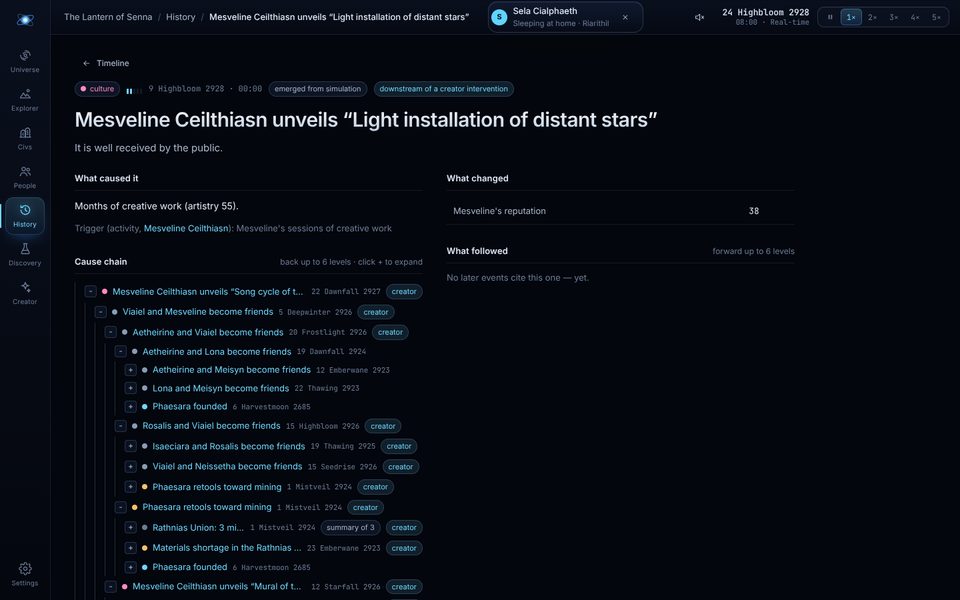 The Lantern of Senna / History / Mesveline Ceilthiasn unveils “Light installation of distant stars”
Sela Cialphaeth
Sleeping at home · Riarithil
24 Highbloom 2928
08:00 · Real-time
1× 2× 3× 4× 5×
Universe
Explorer
Civs
People
History
Discovery
Creator
Settings
← Timeline
culture 9 Highbloom 2928 · 00:00 emerged from simulation downstream of a creator intervention
Mesveline Ceilthiasn unveils “Light installation of distant stars”
It is well received by the public.
What caused it
Months of creative work (artistry 55).
Trigger (activity, Mesveline Ceilthiasn): Mesveline's sessions of creative work
Cause chain back up to 6 levels · click + to expand
- Mesveline Ceilthiasn unveils “Song cycle of t... 22 Dawnfall 2927 creator
- Viaiel and Mesveline become friends 5 Deepwinter 2926 creator
- Aetheirine and Viaiel become friends 20 Frostlight 2926 creator
- Aetheirine and Lona become friends 19 Dawnfall 2924
+ Aetheirine and Meisyn become friends 12 Emberwane 2923
+ Lona and Meisyn become friends 22 Thawing 2923
+ Phaesara founded 6 Harvestmoon 2685
- Rosalis and Viaiel become friends 15 Highbloom 2926 creator
+ Isaeciara and Rosalis become friends 19 Thawing 2925 creator
+ Viaiel and Neissetha become friends 15 Seedrise 2926 creator
+ Phaesara retools toward mining 1 Mistveil 2924 creator
- Phaesara retools toward mining 1 Mistveil 2924 creator
+ Rathnias Union: 3 mi... 1 Mistveil 2924 summary of 3 creator
+ Materials shortage in the Rathnias ... 23 Emberwane 2923 creator
+ Phaesara founded 6 Harvestmoon 2685
- Mesveline Ceilthiasn unveils “Mural of t... 12 Starfall 2926 creator
What changed
Mesveline's reputation 38
What followed forward up to 6 levels
No later events cite this one — yet.